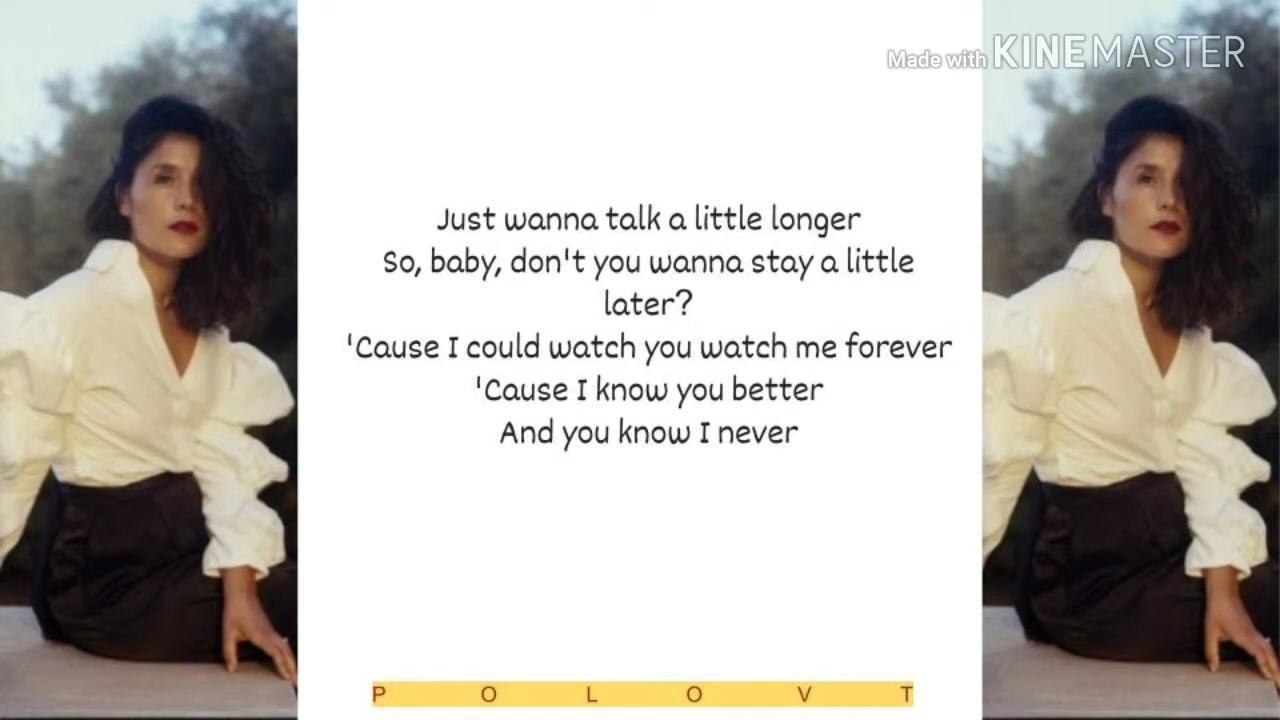 Made with KINEMASTER
Just wanna talk a little longer
So, baby, don't you wanna stay a little
later?
'Cause I could watch you watch me forever
'Cause I know you better
And you know I never
P O L O V T